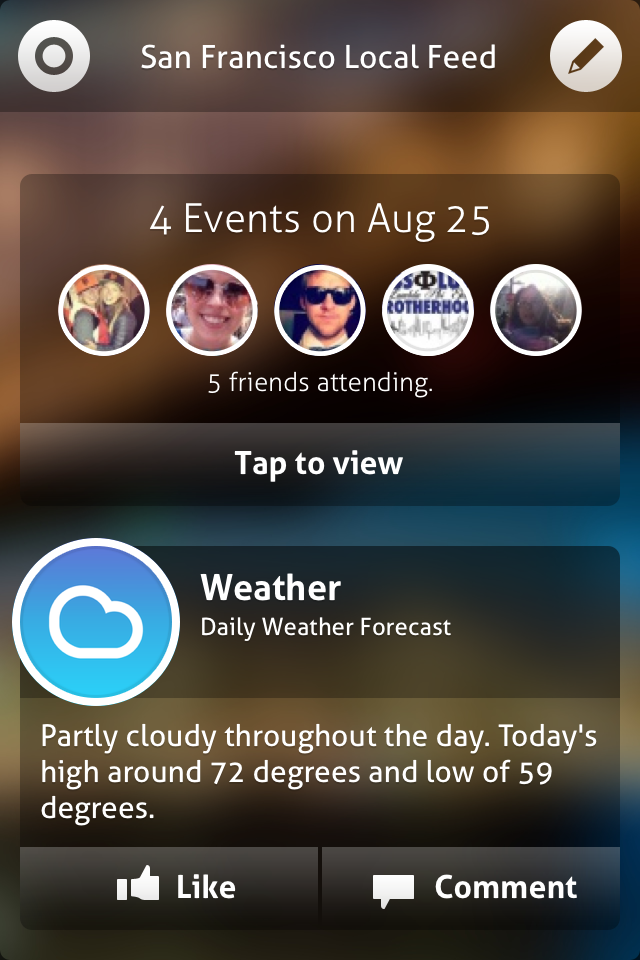 San Francisco Local Feed
4 Events on Aug 25
5 friends attending.
Tap to view
Weather
Daily Weather Forecast
Partly cloudy throughout the day. Today's
high around 72 degrees and low of 59
degrees.
Like
Comment